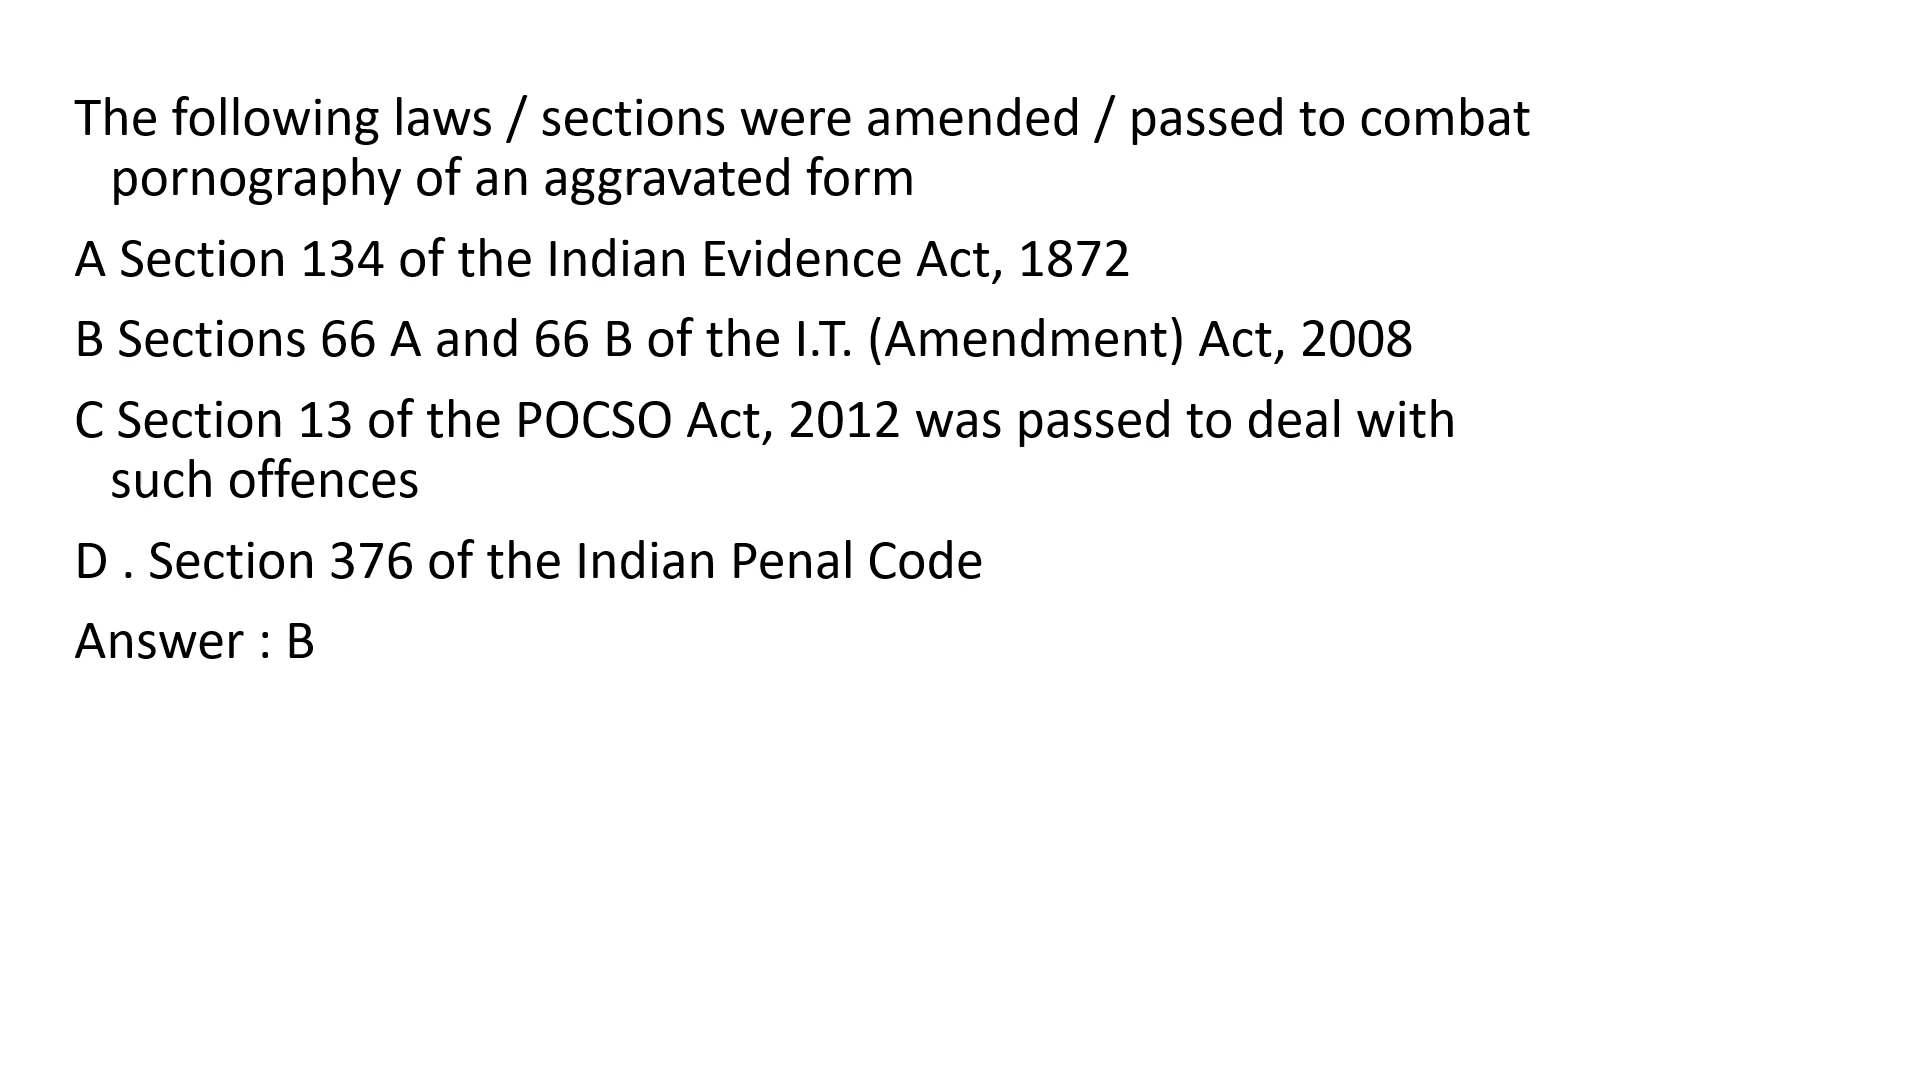 The following laws / sections were amended / passed to combat
pornography of an aggravated form
A Section 134 of the Indian Evidence Act, 1872
B Sections 66 A and 66 B of the I.T. (Amendment) Act, 2008
C Section 13 of the POCSO Act, 2012 was passed to deal with
such offences
D . Section 376 of the Indian Penal Code
Answer : B